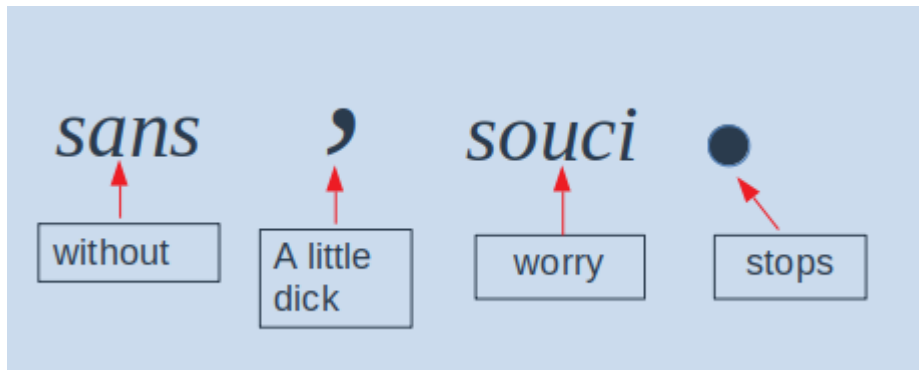 sans , souci .
without
A little
dick
worry
stops